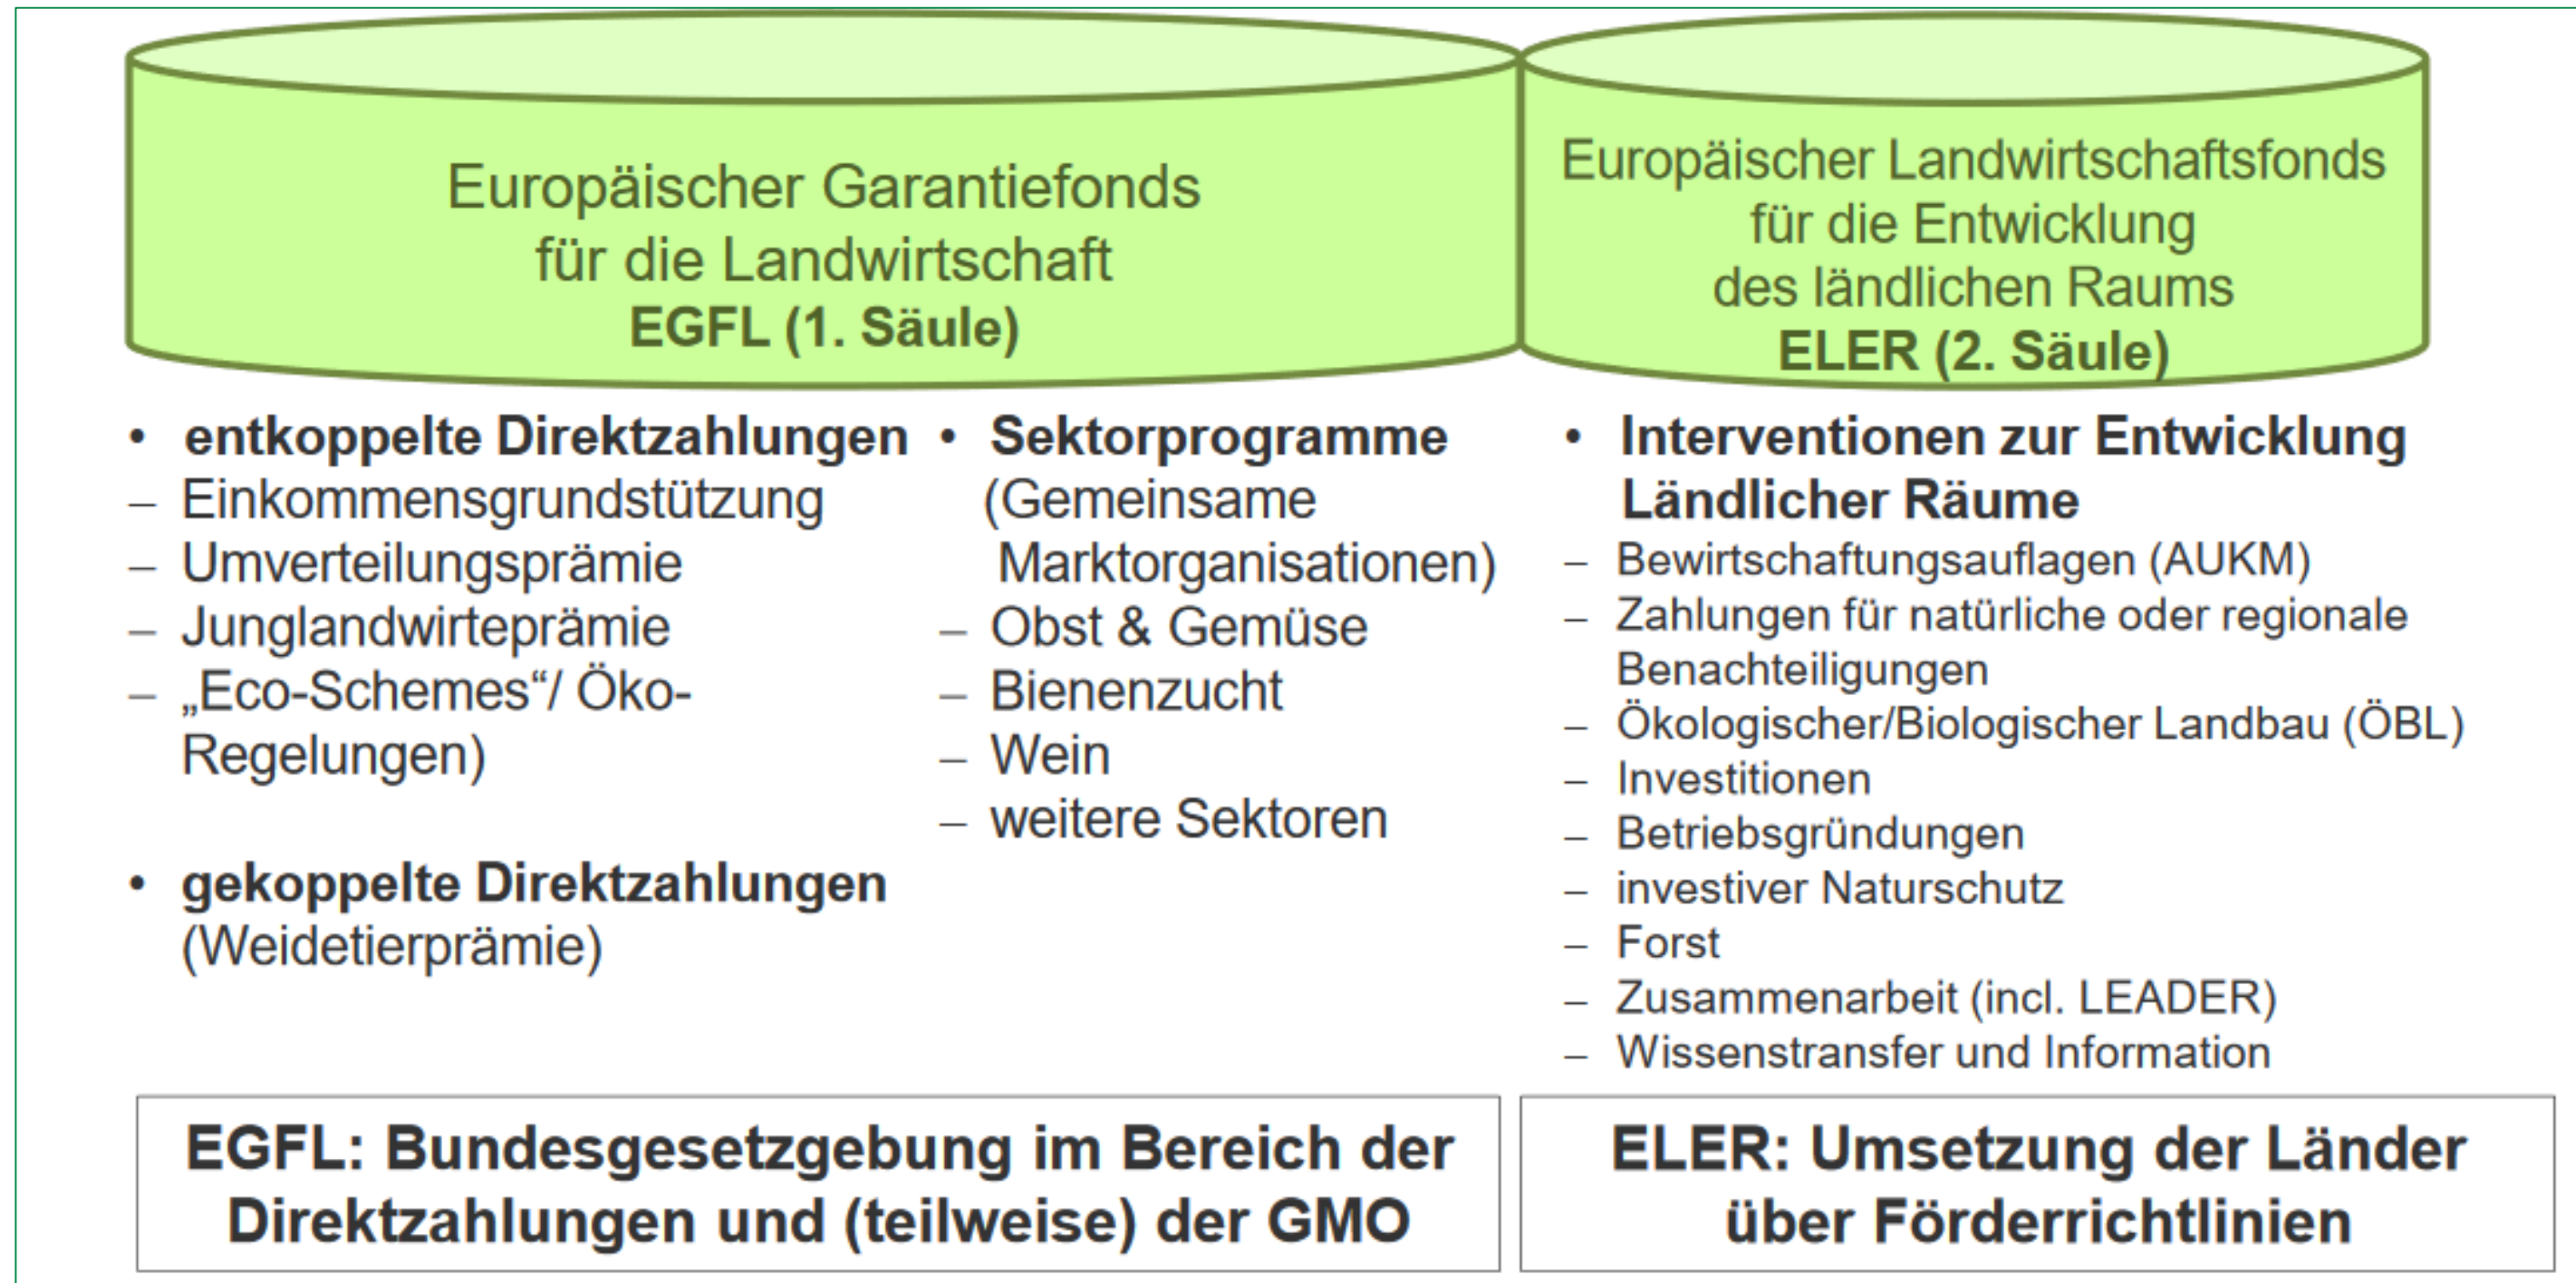 Europäischer Garantiefonds
für die Landwirtschaft
EGFL (1. Säule)
Europäischer Landwirtschaftsfonds
für die Entwicklung
des ländlichen Raums
ELER (2. Säule)
• entkoppelte Direktzahlungen
– Einkommensgrundstützung
– Umverteilungsprämie
– Junglandwirteprämie
– „Eco-Schemes“/ Öko-
Regelungen)
• gekoppelte Direktzahlungen
(Weidetierprämie)
• Sektorprogramme
(Gemeinsame
Marktorganisationen)
– Obst & Gemüse
– Bienenzucht
– Wein
– weitere Sektoren
• Interventionen zur Entwicklung
Ländlicher Räume
– Bewirtschaftungsauflagen (AUKM)
– Zahlungen für natürliche oder regionale
Benachteiligungen
– Ökologischer/Biologischer Landbau (ÖBL)
– Investitionen
– Betriebsgründungen
– investiver Naturschutz
– Forst
– Zusammenarbeit (incl. LEADER)
– Wissenstransfer und Information
EGFL: Bundesgesetzgebung im Bereich der
Direktzahlungen und (teilweise) der GMO
ELER: Umsetzung der Länder
über Förderrichtlinien